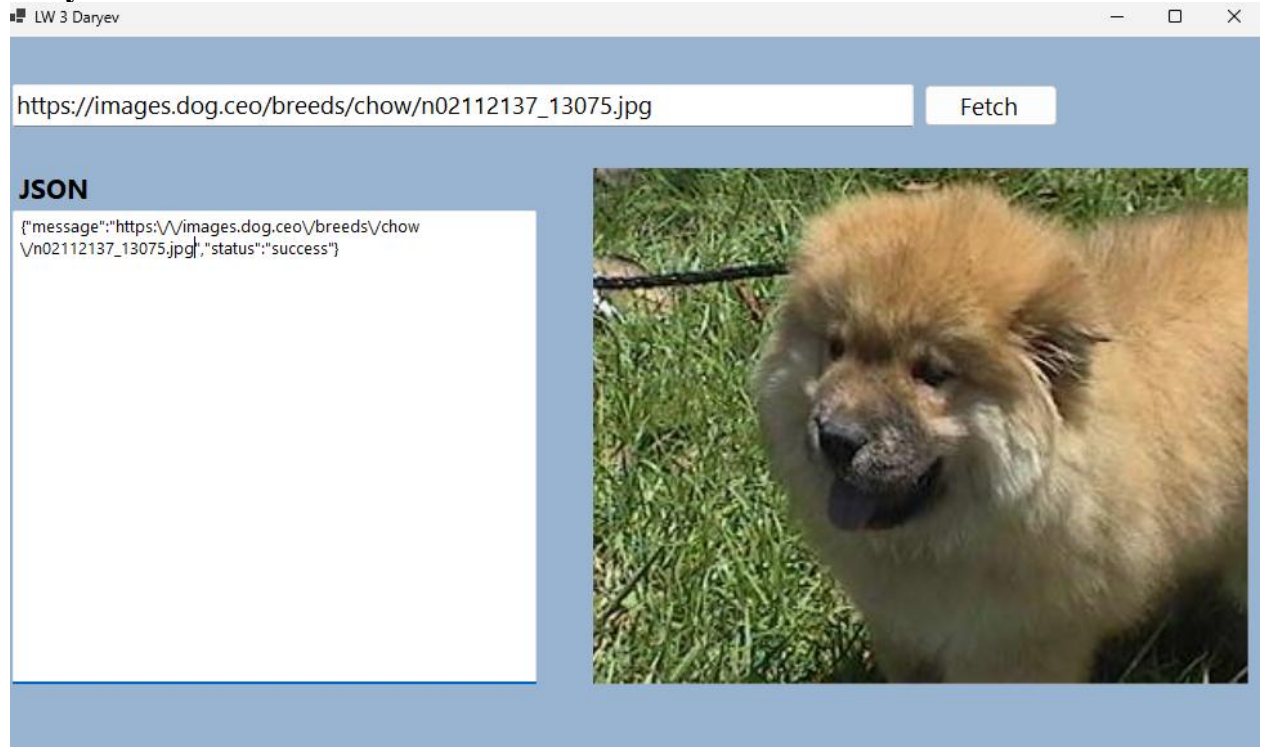 LW 3 Daryev
https://images.dog.ceo/breeds/chow/n02112137_13075.jpg
Fetch
JSON
{"message":"https:\/\/images.dog.ceo\/breeds\/chow
\/n02112137_13075.jpg","status":"success"}